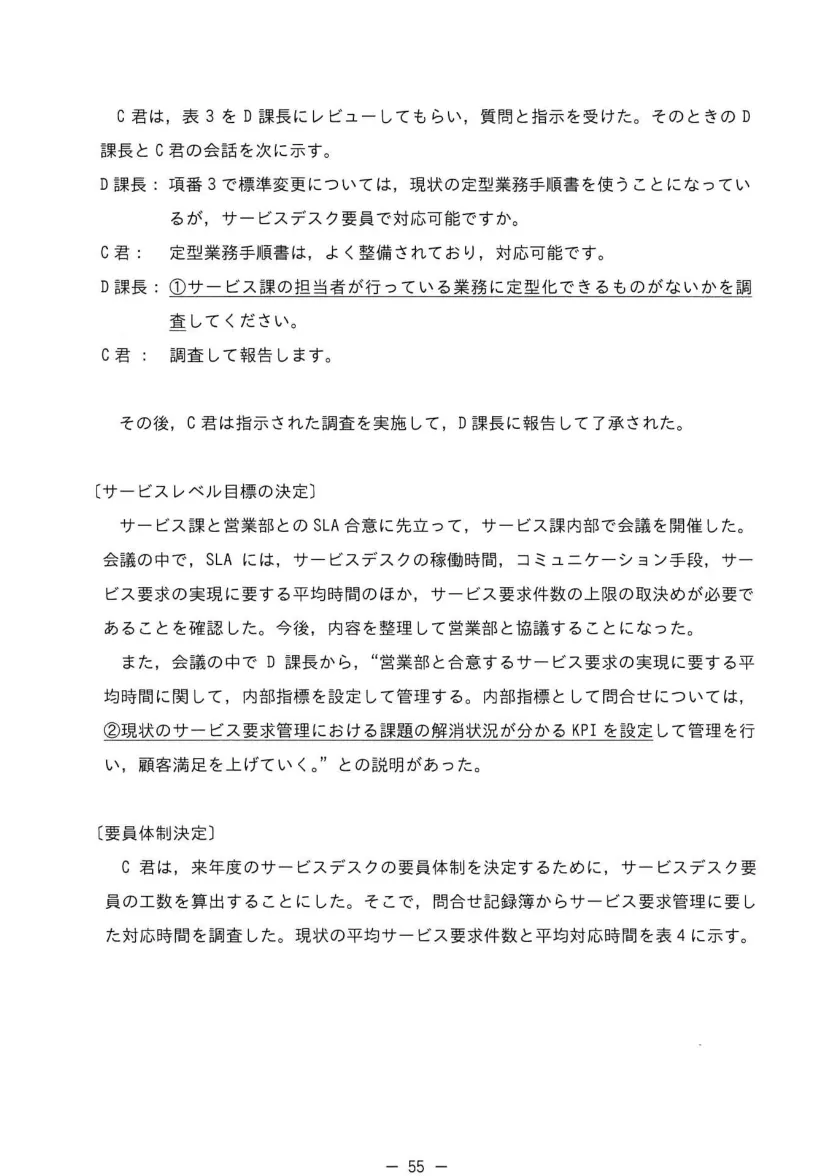 C君は，表3をD課長にレビューしてもらい，質問と指示を受けた。そのときのD
課長とC君の会話を次に示す。
D課長：項番3で標準変更については，現状の定型業務手順書を使うことになってい
るが，サービスデスク要員で対応可能ですか。
C君：　定型業務手順書は，よく整備されており，対応可能です。
D課長：①サービス課の担当者が行っている業務に定型化できるものがないかを調
査してください。
C君：　調査して報告します。
その後，C君は指示された調査を実施して，D課長に報告して了承された。
〔サービスレベル目標の決定〕
サービス課と営業部とのSLA合意に先立って，サービス課内部で会議を開催した。
会議の中で，SLAには，サービスデスクの稼働時間，コミュニケーション手段，サー
ビス要求の実現に要する平均時間のほか，サービス要求件数の上限の取決めが必要で
あることを確認した。今後，内容を整理して営業部と協議することになった。
また，会議の中でD課長から，“営業部と合意するサービス要求の実現に要する平
均時間に関して，内部指標を設定して管理する。内部指標として問合せについては，
②現状のサービス要求管理における課題の解消状況が分かるKPIを設定して管理を行
い，顧客満足を上げていく。”との説明があった。
〔要員体制決定〕
C君は，来年度のサービスデスクの要員体制を決定するために，サービスデスク要
員の工数を算出することにした。そこで，問合せ記録簿からサービス要求管理に要し
た対応時間を調査した。現状の平均サービス要求件数と平均対応時間を表4に示す。
— 55 —